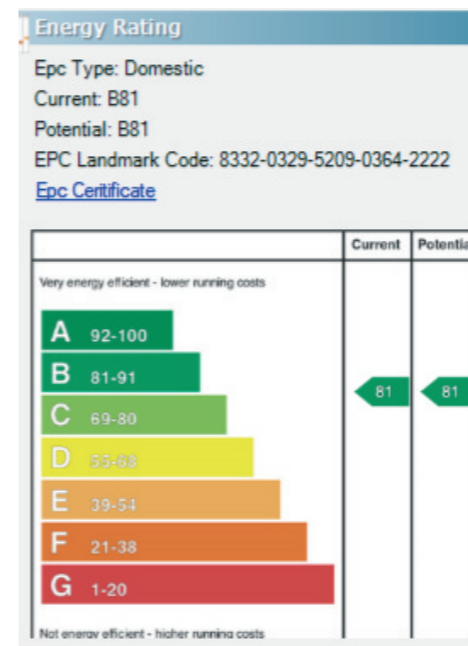 Energy Rating
Epc Type: Domestic
Current: B81
Potential: B81
EPC Landmark Code: 8332-0329-5209-0364-2222
Epc Ceritificate
Current Potentia
Very energy efficient - lower running costs
A 92-100
B 81-91
81 81
C 69-80
D 55-68
E 39-54
F 21-38
G 1-20
Not energy efficient - higher running costs